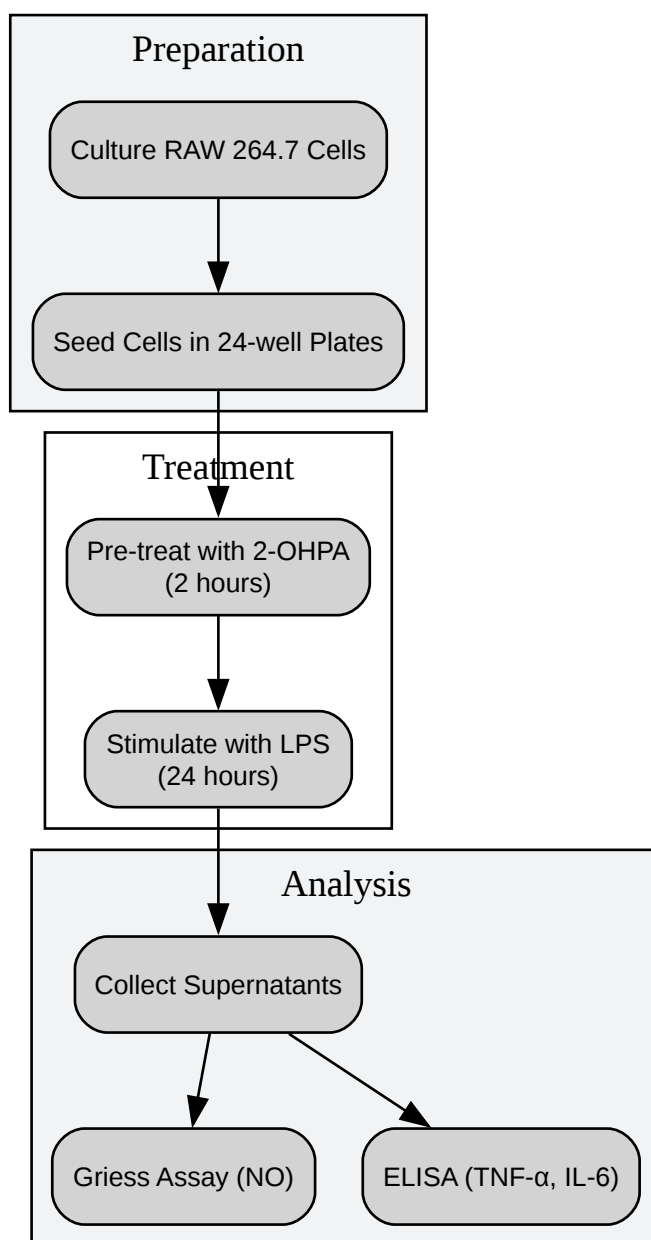 Preparation
Culture RAW 264.7 Cells
Seed Cells in 24-well Plates
Treatment
Pre-treat with 2-OHPA
(2 hours)
Stimulate with LPS
(24 hours)
Analysis
Collect Supernatants
Griess Assay (NO)
ELISA (TNF-α, IL-6)